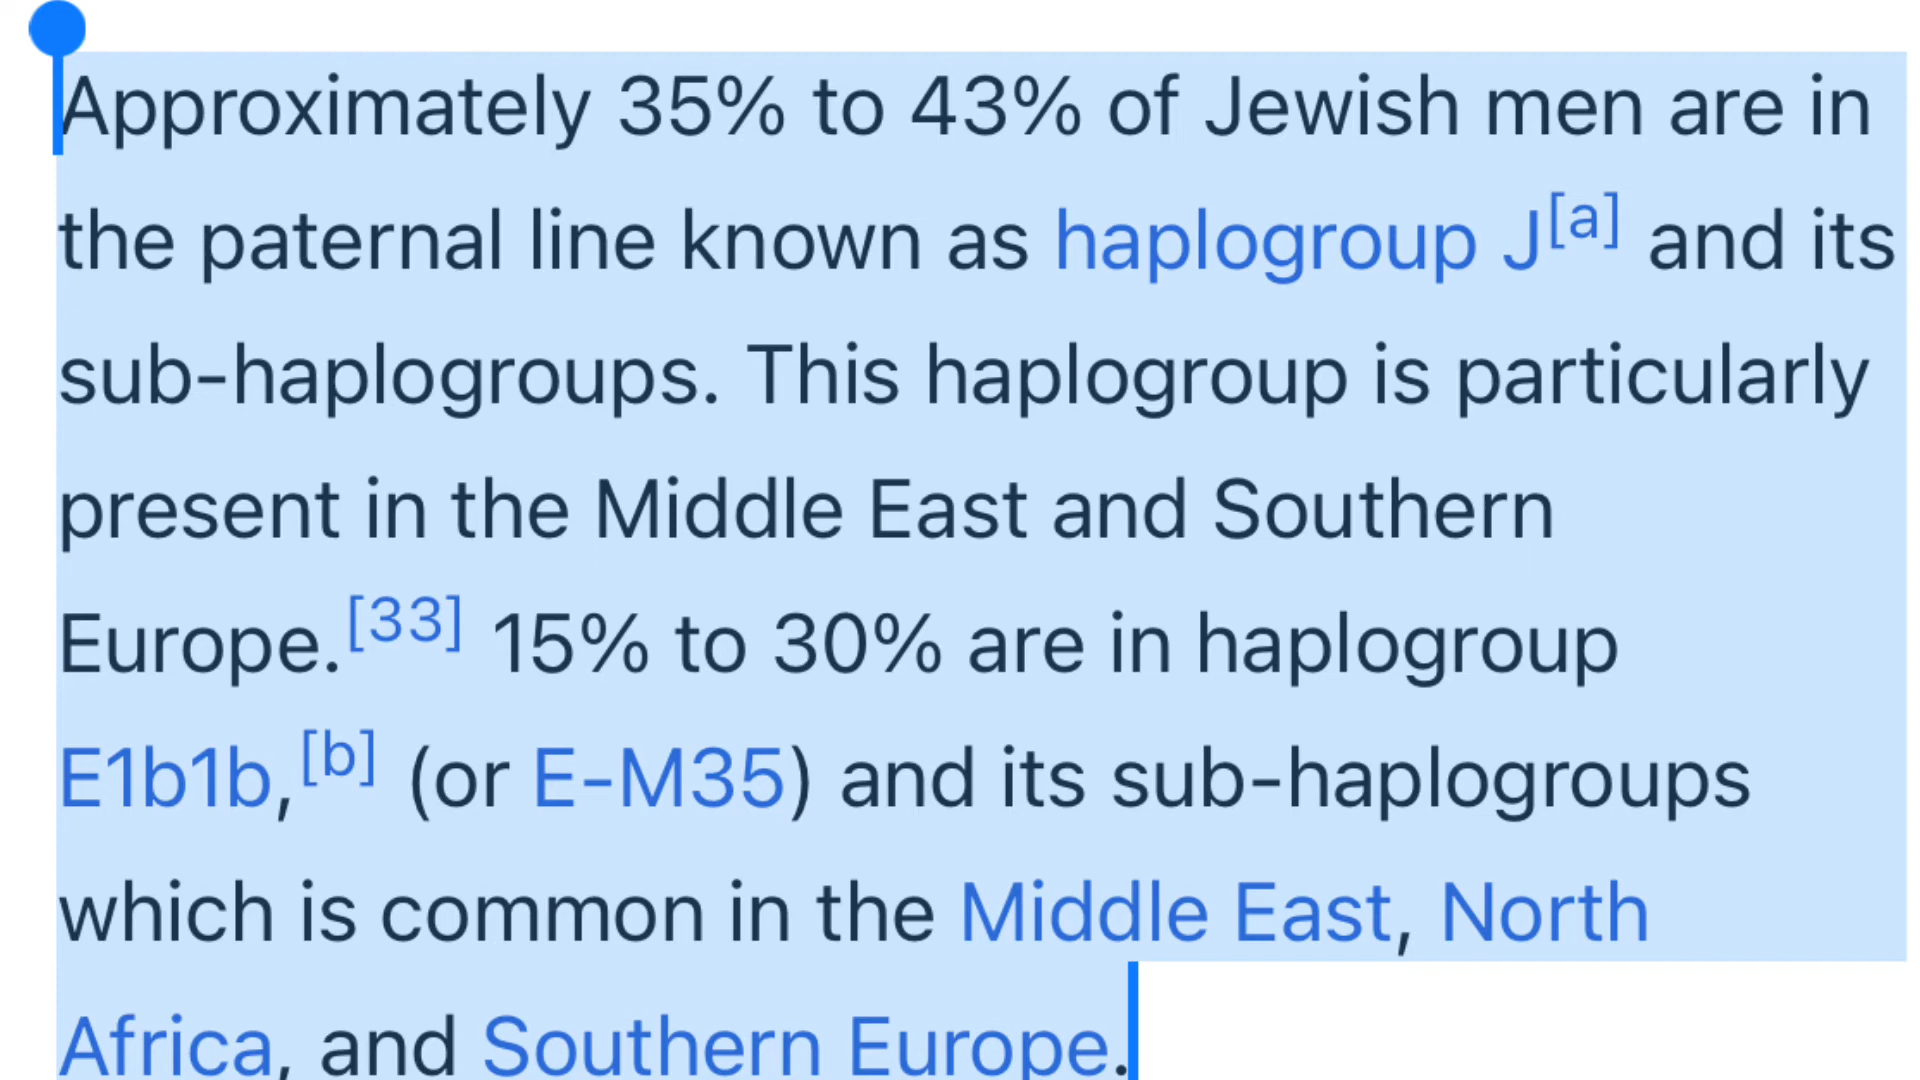 Approximately 35% to 43% of Jewish men are in
the paternal line known as haplogroup J[a] and its
sub-haplogroups. This haplogroup is particularly
present in the Middle East and Southern
Europe.[33] 15% to 30% are in haplogroup
E1b1b,[b] (or E-M35) and its sub-haplogroups
which is common in the Middle East, North
Africa, and Southern Europe.